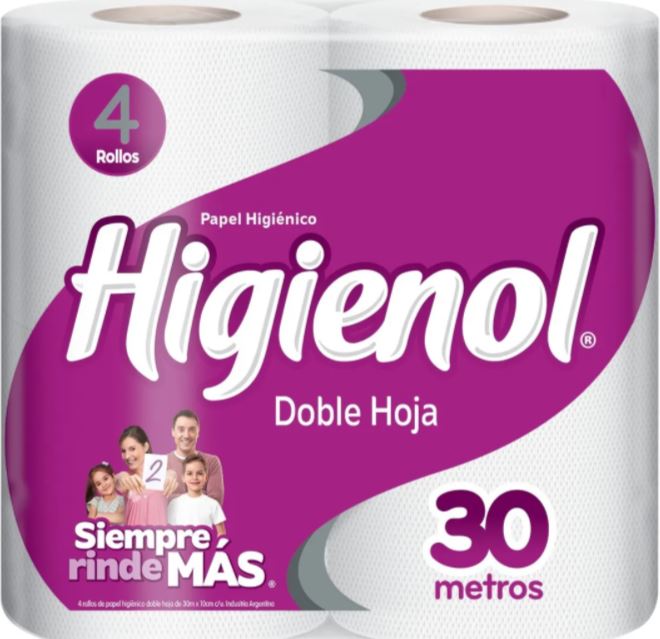 4
Rollos
Papel Higiénico
Higienol®
Doble Hoja
2
Siempre
rinde MÁS®
30
metros
4 rollos de papel higiénico doble hoja de 30m x 10cm c/u. Industria Argentina